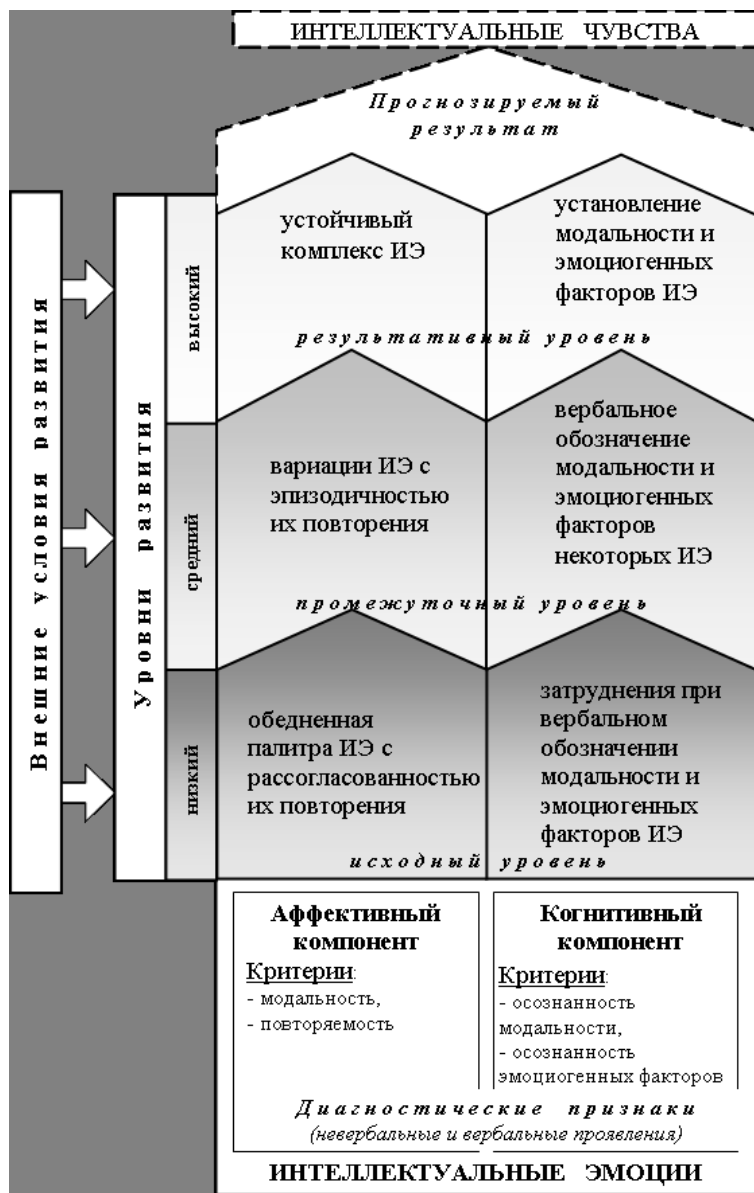 ИНТЕЛЛЕКТУАЛЬНЫЕ ЧУВСТВА
Прогнозируемый
результат
Внешние условия развития
Уровни развития
высокий
устойчивый
комплекс ИЭ
установление
модальности и
эмоциогенных
факторов ИЭ
результативный уровень
средний
вариации ИЭ с
эпизодичностью
их повторения
вербальное
обозначение
модальности и
эмоциогенных
факторов
некоторых ИЭ
промежуточный уровень
низкий
обедненная
палитра ИЭ с
рассогласованностью
их повторения
затруднения при
вербальном
обозначении
модальности и
эмоциогенных
факторов ИЭ
исходный уровень
Аффективный
компонент
Критерии:
- модальность,
- повторяемость
Когнитивный
компонент
Критерии:
- осознанность
модальности,
- осознанность
эмоциогенных факторов
Диагностические признаки
(невербальные и вербальные проявления)
ИНТЕЛЛЕКТУАЛЬНЫЕ ЭМОЦИИ